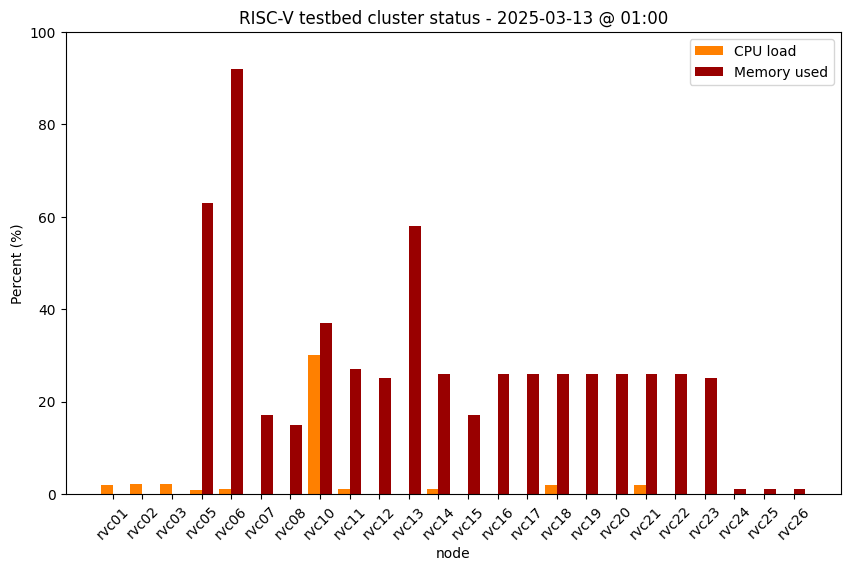 RISC-V testbed cluster status - 2025-03-13 @ 01:00
CPU load
Memory used
100
80
60
40
20
0
Percent (%)
rvc01
rvc02
rvc03
rvc05
rvc06
rvc07
rvc08
rvc10
rvc11
rvc12
rvc13
rvc14
rvc15
rvc16
rvc17
rvc18
rvc19
rvc20
rvc21
rvc22
rvc23
rvc24
rvc25
rvc26
node